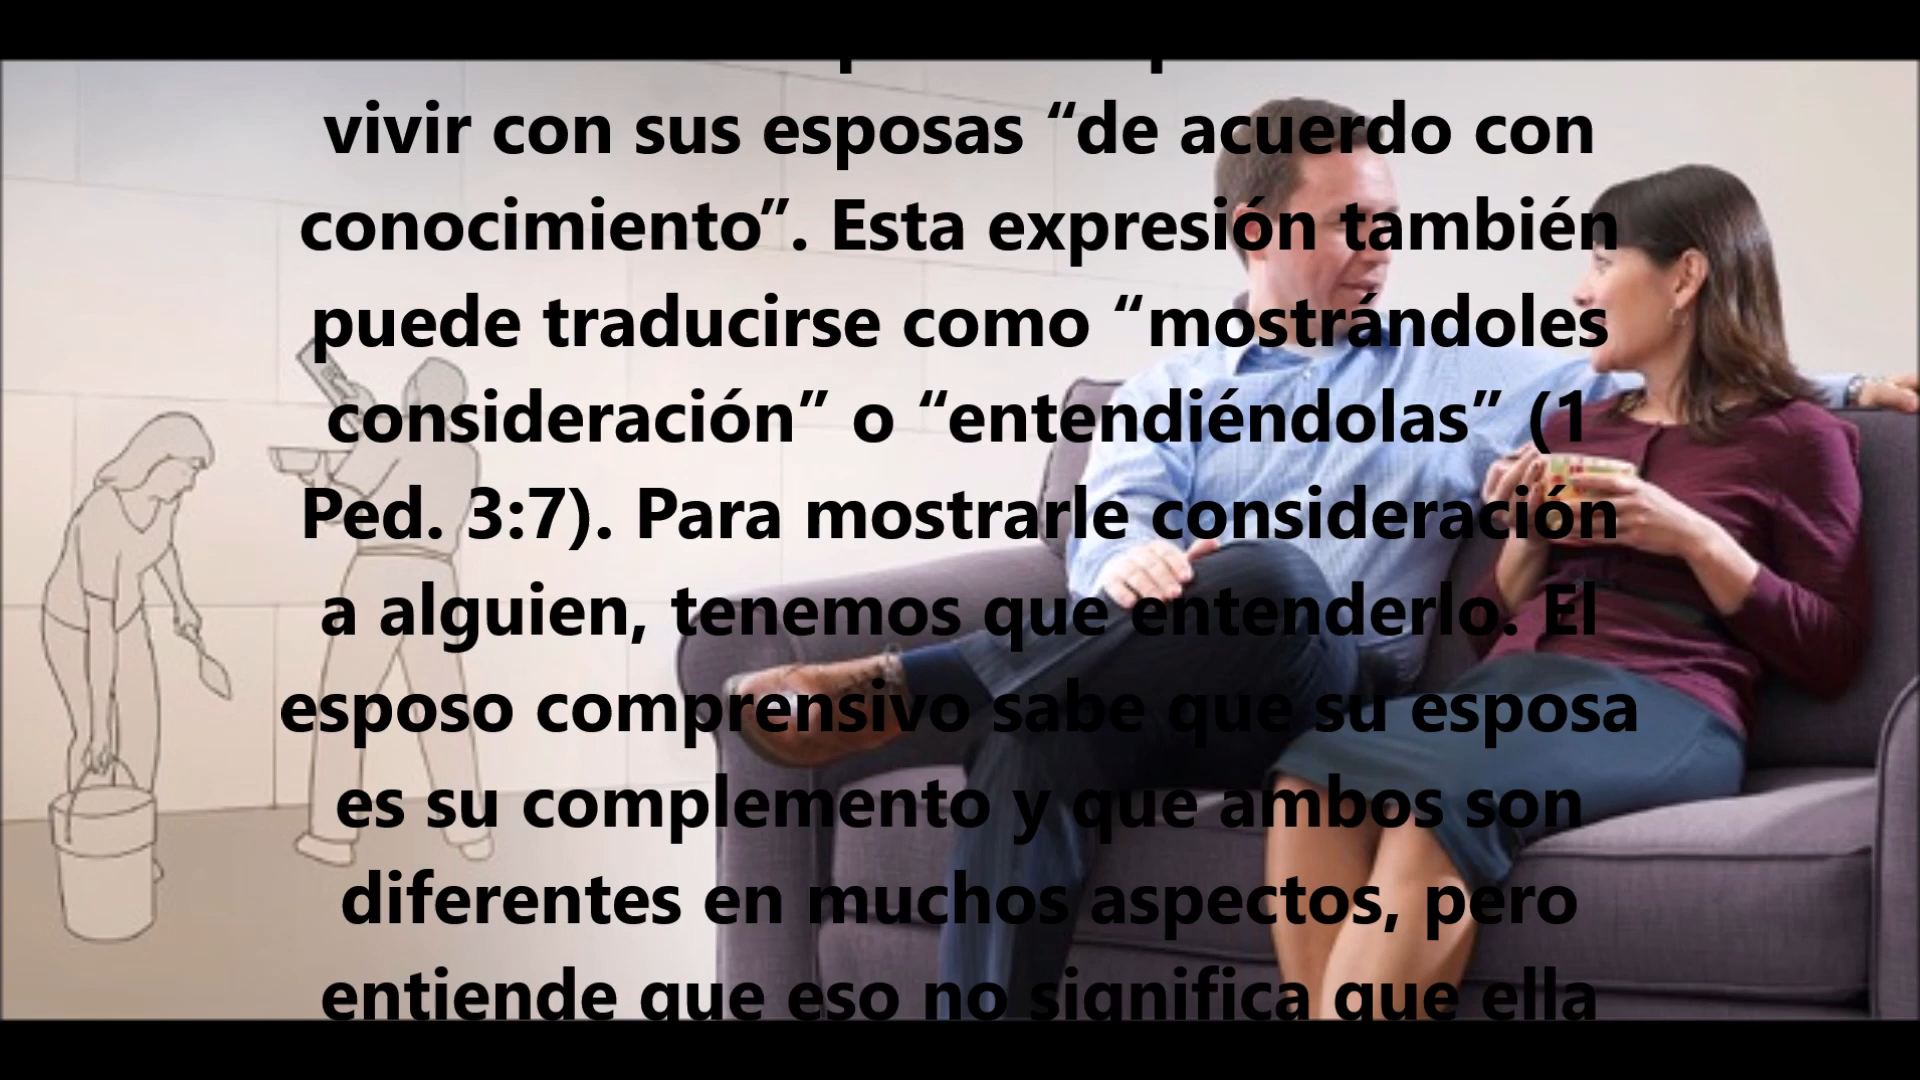 vivir con sus esposas “de acuerdo con
conocimiento”. Esta expresión también
puede traducirse como “mostrándoles
consideración” o “entendiéndolas” (1
Ped. 3:7). Para mostrarle consideración
a alguien, tenemos que entenderlo. El
esposo comprensivo sabe que su esposa
es su complemento y que ambos son
diferentes en muchos aspectos, pero
entiende que eso no significa que ella